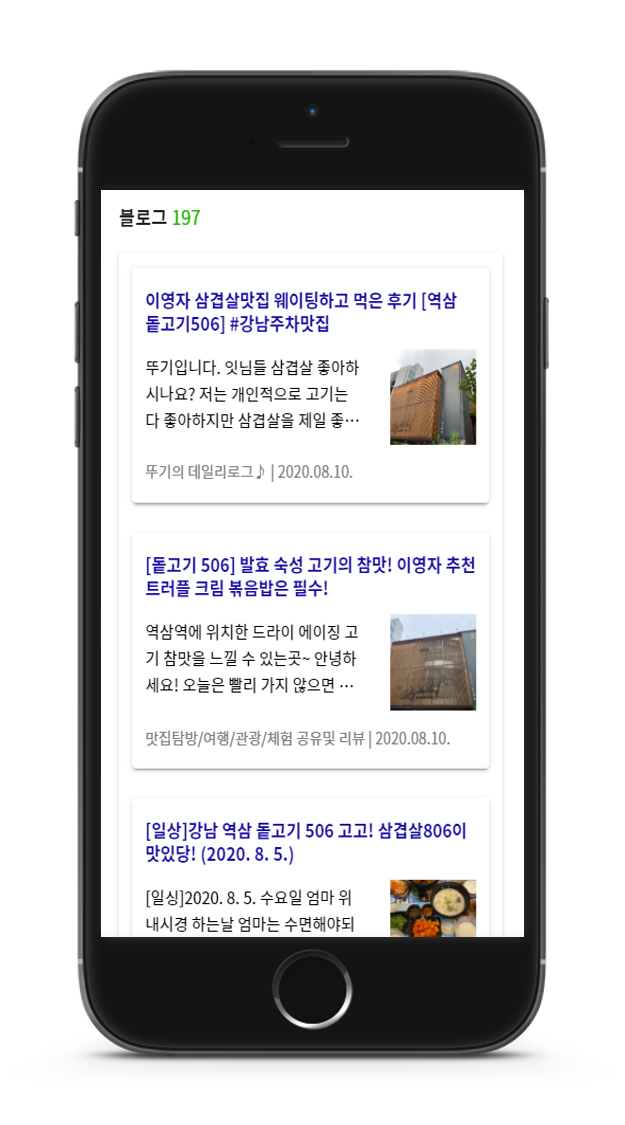 블로그 197
이영자 삼겹살맛집 웨이팅하고 먹은 후기 [역삼
돝고기506] #강남주차맛집
뚜기입니다. 잇님들 삼겹살 좋아하
시나요? 저는 개인적으로 고기는
다 좋아하지만 삼겹살을 제일 좋…
뚜기의 데일리로그♪ | 2020.08.10.
[돝고기 506] 발효 숙성 고기의 참맛! 이영자 추천
트러플 크림 볶음밥은 필수!
역삼역에 위치한 드라이 에이징 고
기 참맛을 느낄 수 있는곳~ 안녕하
세요! 오늘은 빨리 가지 않으면 …
맛집탐방/여행/관광/체험 공유및 리뷰 | 2020.08.10.
[일상]강남 역삼 돝고기 506 고고! 삼겹살806이
맛있당! (2020. 8. 5.)
[일싱]2020. 8. 5. 수요일 엄마 위
내시경 하는날 엄마는 수면해야되